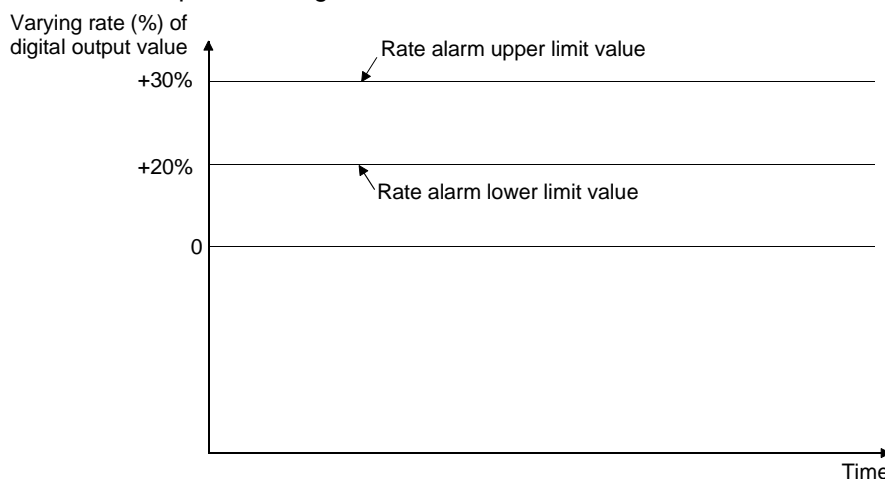 Varying rate (%) of
digital output value
Rate alarm upper limit value
+30%
+20%
Rate alarm lower limit value
0
Time